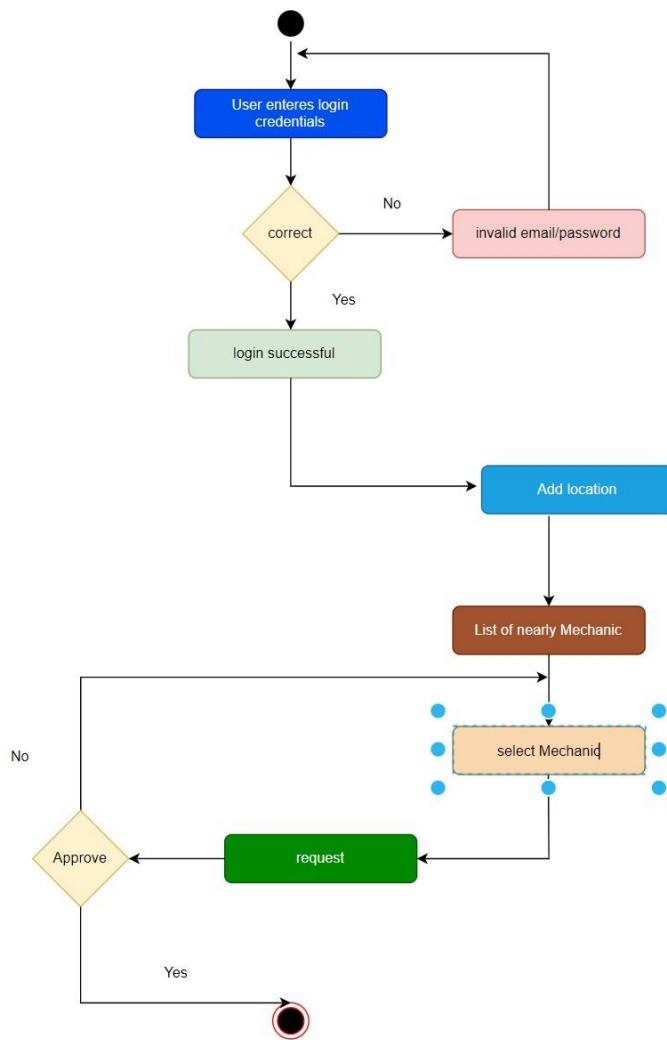 User enteres login
credentials
No
correct
invalid email/password
Yes
login successful
Add location
List of nearly Mechanic
select Mechanic
No
Approve
request
Yes